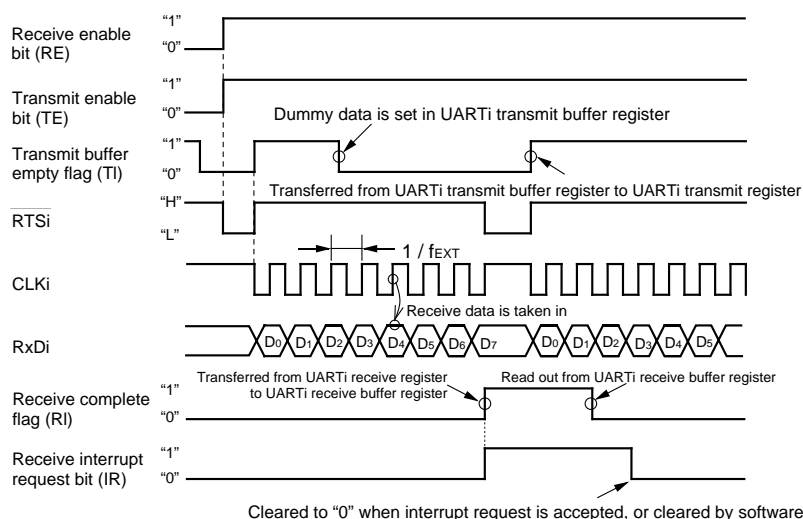 Receive enable
bit (RE)
“1”
“0”
Transmit enable
bit (TE)
“1”
“0”
Dummy data is set in UARTi transmit buffer register
Transmit buffer
empty flag (TI)
“1”
“0”
Transferred from UARTi transmit buffer register to UARTi transmit register
RTSi
“H”
“L”
1 / fEXT
CLKi
Receive data is taken in
RxDi
D0 D1 D2 D3 D4 D5 D6 D7 D0 D1 D2 D3 D4 D5
Transferred from UARTi receive register
to UARTi receive buffer register
Read out from UARTi receive buffer register
Receive complete
flag (RI)
“1”
“0”
Receive interrupt
request bit (IR)
“1”
“0”
Cleared to “0” when interrupt request is accepted, or cleared by software